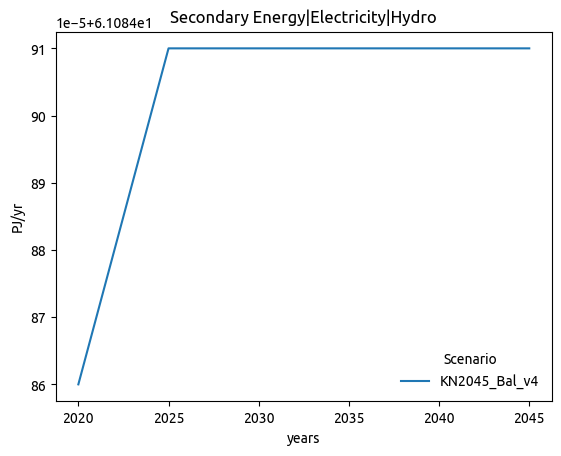 1e−5+6.1084e1
Secondary Energy|Electricity|Hydro
91
90
89
88
87
86
PJ/yr
2020 2025 2030 2035 2040 2045
years
Scenario
KN2045_Bal_v4